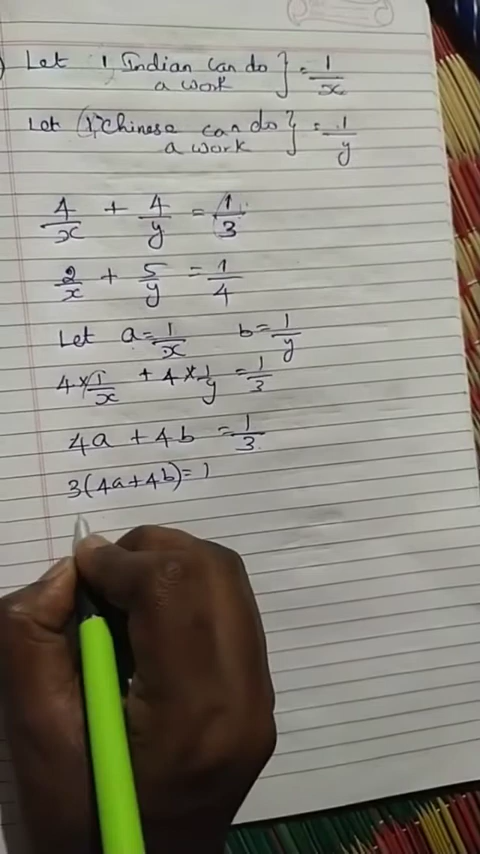 ) Let 1 Indian can do } = 1/x
a work
Let (1) Chinese can do } = 1/y
a work
4/x + 4/y = 1/3
2/x + 5/y = 1/4
Let a = 1/x b = 1/y
4 × 1/x + 4 × 1/y = 1/3
4a + 4b = 1/3
3(4a+4b) = 1